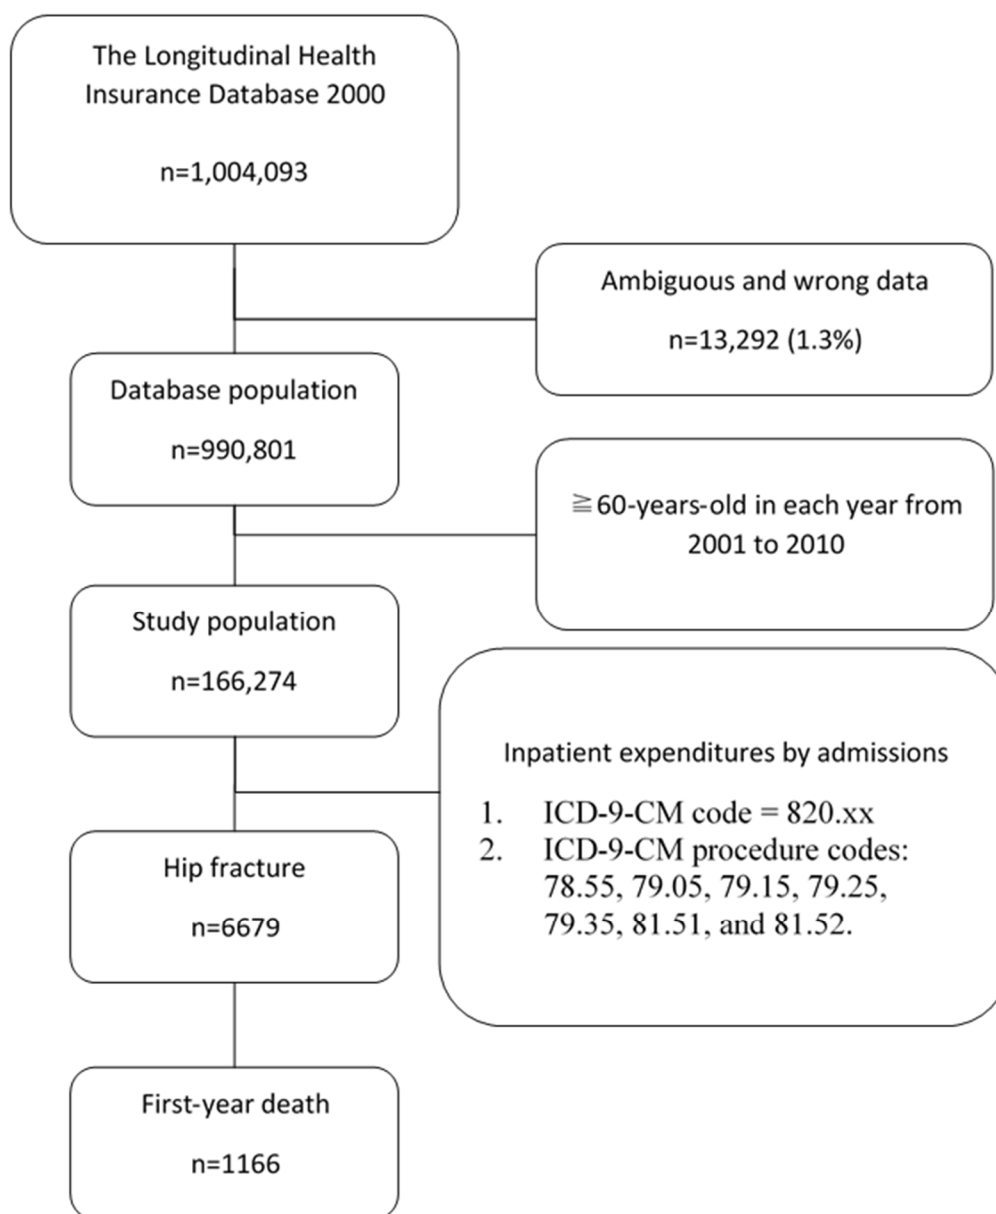 The Longitudinal Health
Insurance Database 2000
n=1,004,093
Ambiguous and wrong data
n=13,292 (1.3%)
Database population
n=990,801
≧60-years-old in each year from
2001 to 2010
Study population
n=166,274
Inpatient expenditures by admissions
1. ICD-9-CM code = 820.xx
2. ICD-9-CM procedure codes:
78.55, 79.05, 79.15, 79.25,
79.35, 81.51, and 81.52.
Hip fracture
n=6679
First-year death
n=1166